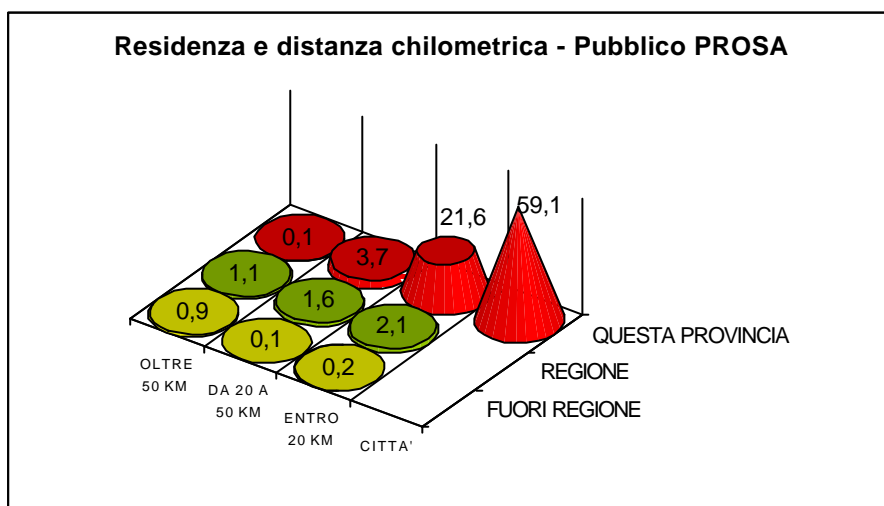 Residenza e distanza chilometrica - Pubblico PROSA
59,1
21,6
0,1
3,7
1,1
1,6
2,1
0,9
0,1
0,2
QUESTA PROVINCIA
REGIONE
FUORI REGIONE
OLTRE
50 KM
DA 20 A
50 KM
ENTRO
20 KM
CITTA'